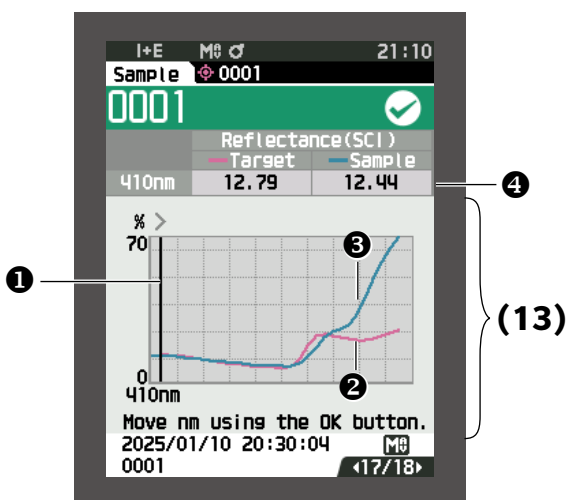 I+E M 21:10
Sample 0001
0001
Reflectance(SCI)
Target Sample
410nm 12.79 12.44
❹
% >
70
❶
❸
(13)
❷
0
410nm
Move nm using the OK button.
2025/01/10 20:30:04 M
0001 17/18